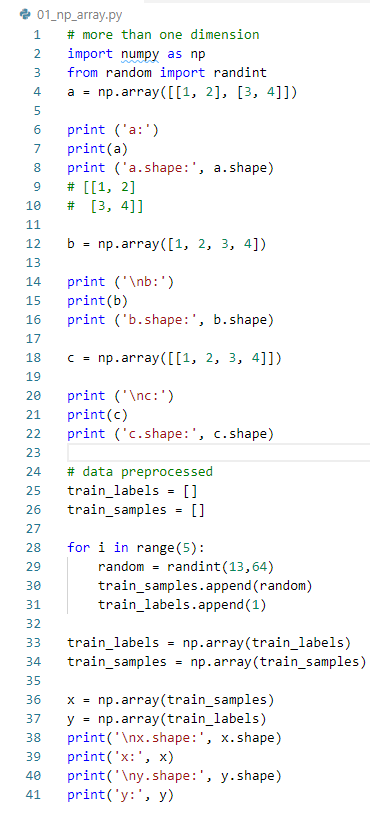 01_np_array.py
1 # more than one dimension
2 import numpy as np
3 from random import randint
4 a = np.array([[1, 2], [3, 4]])
5
6 print ('a:')
7 print(a)
8 print ('a.shape:', a.shape)
9 # [[1, 2]
10 #  [3, 4]]
11
12 b = np.array([1, 2, 3, 4])
13
14 print ('\nb:')
15 print(b)
16 print ('b.shape:', b.shape)
17
18 c = np.array([[1, 2, 3, 4]])
19
20 print ('\nc:')
21 print(c)
22 print ('c.shape:', c.shape)
23
24 # data preprocessed
25 train_labels = []
26 train_samples = []
27
28 for i in range(5):
29     random = randint(13,64)
30     train_samples.append(random)
31     train_labels.append(1)
32
33 train_labels = np.array(train_labels)
34 train_samples = np.array(train_samples)
35
36 x = np.array(train_samples)
37 y = np.array(train_labels)
38 print('\nx.shape:', x.shape)
39 print('x:', x)
40 print('\ny.shape:', y.shape)
41 print('y:', y)